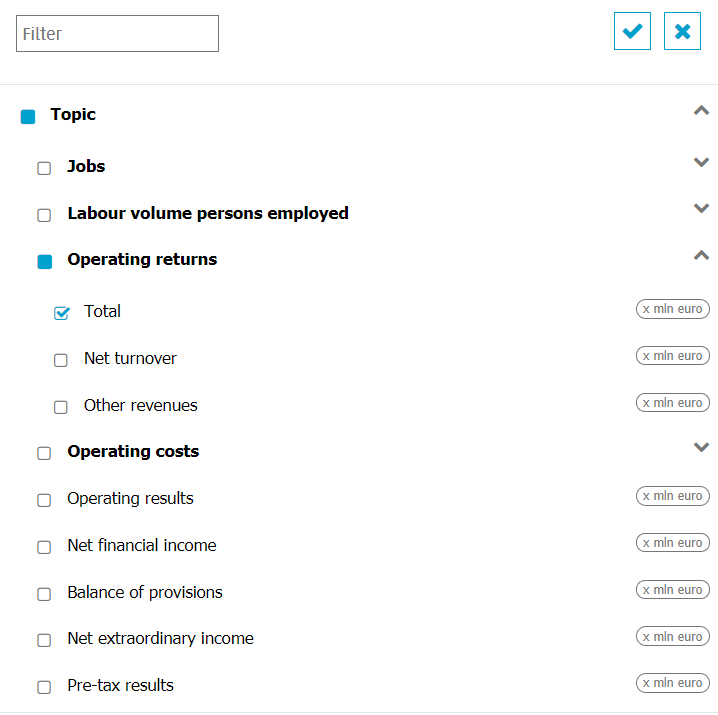 Filter
Topic
Jobs
Labour volume persons employed
Operating returns
Total x mln euro
Net turnover x mln euro
Other revenues x mln euro
Operating costs
Operating results x mln euro
Net financial income x mln euro
Balance of provisions x mln euro
Net extraordinary income x mln euro
Pre-tax results x mln euro